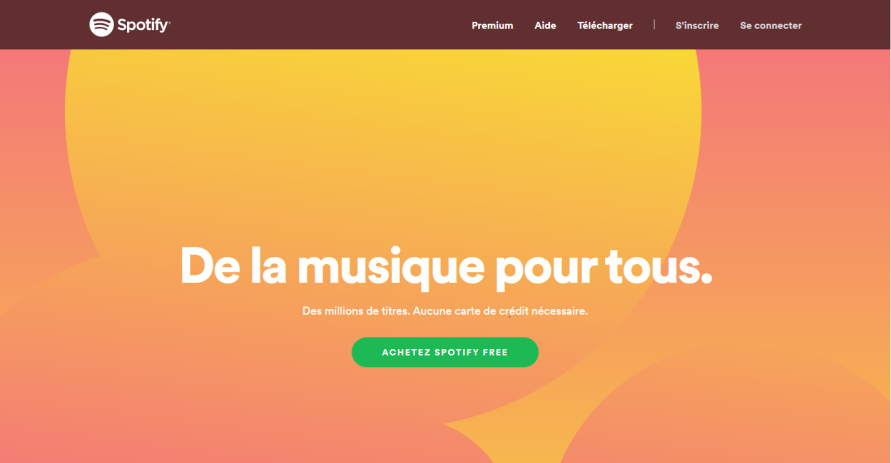 Spotify
Premium Aide Télécharger | S'inscrire Se connecter
De la musique pour tous.
Des millions de titres. Aucune carte de crédit nécessaire.
ACHETEZ SPOTIFY FREE